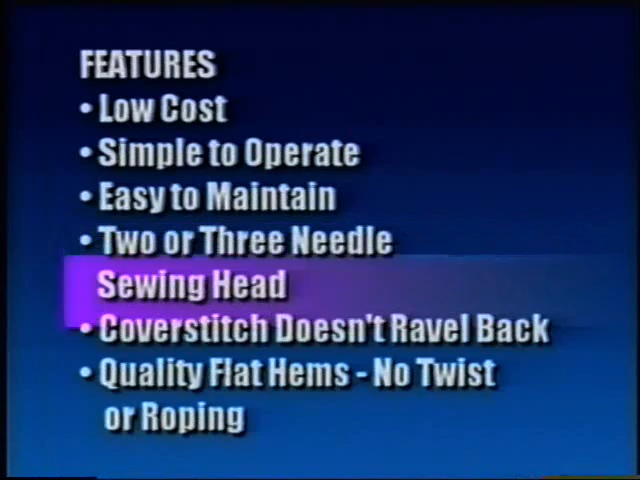 FEATURES
• Low Cost
• Simple to Operate
• Easy to Maintain
• Two or Three Needle
Sewing Head
• Coverstitch Doesn't Ravel Back
• Quality Flat Hems - No Twist
or Roping